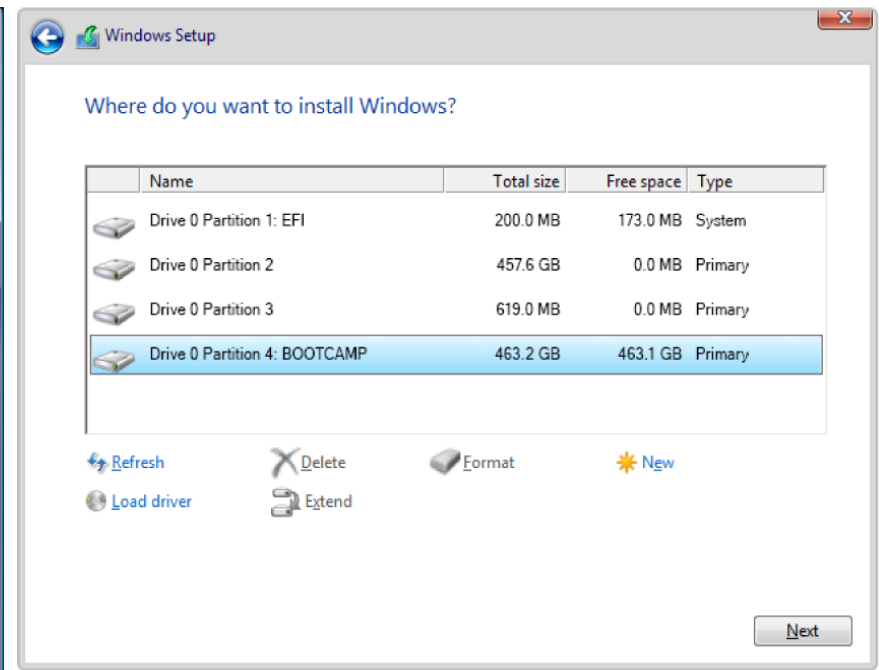 Windows Setup
Where do you want to install Windows?
Name Total size Free space Type
Drive 0 Partition 1: EFI 200.0 MB 173.0 MB System
Drive 0 Partition 2 457.6 GB 0.0 MB Primary
Drive 0 Partition 3 619.0 MB 0.0 MB Primary
Drive 0 Partition 4: BOOTCAMP 463.2 GB 463.1 GB Primary
Refresh Delete Format New
Load driver Extend
Next